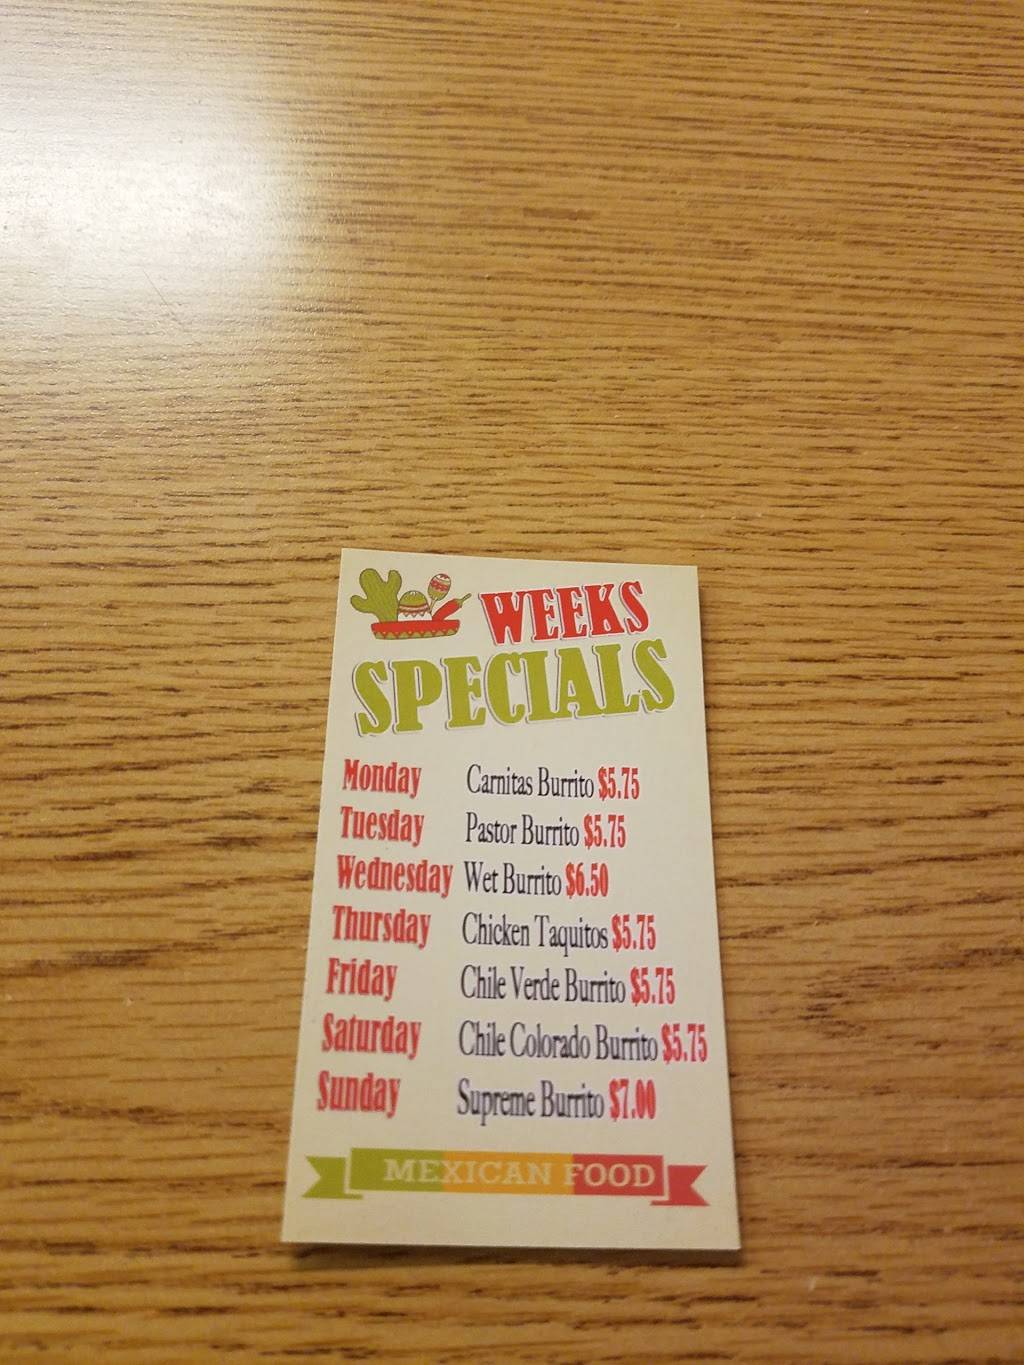 WEEKS
SPECIALS
Monday Carnitas Burrito $5.75
Tuesday Pastor Burrito $5.75
Wednesday Wet Burrito $6.50
Thursday Chicken Taquitos $5.75
Friday Chile Verde Burrito $5.75
Saturday Chile Colorado Burrito $5.75
Sunday Supreme Burrito $7.00
MEXICAN FOOD